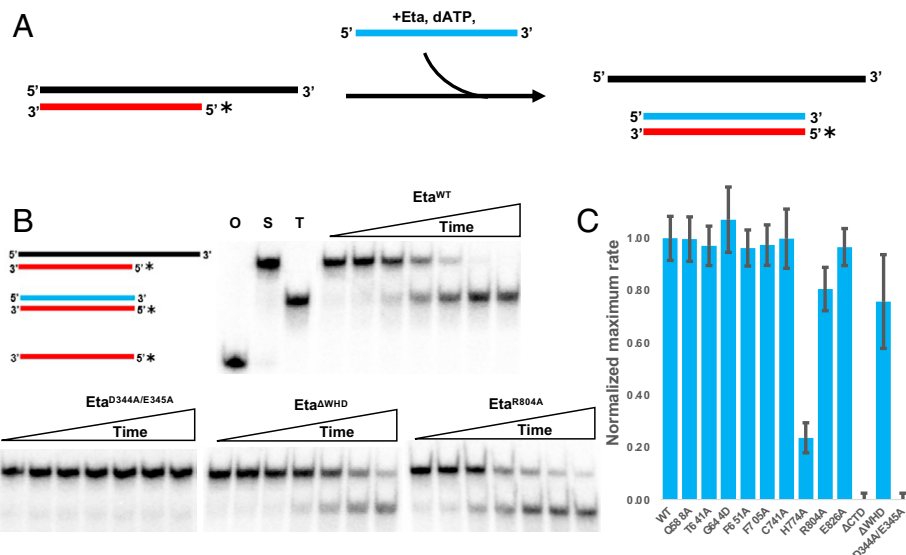 A
+Eta, dATP,
5’ 3’
5’ 3’
3’ 5’ *
5’ 3’
5’ 3’
3’ 5’ *
B
O S T
Eta^WT
Time
5’ 3’
3’ 5’ *
5’ 3’
3’ 5’ *
3’ 5’ *
Eta^D344A/E345A
Time
Eta^ΔWHD
Time
Eta^R804A
Time
C
Normalized maximum rate
1.00
0.80
0.60
0.40
0.20
0.00
WT
Q58 8A
T6 41A
G64 4D
F6 51A
F7 05A
C741A
H774A
R804A
E826A
ΔCTD
ΔWHD
D344A/E345A